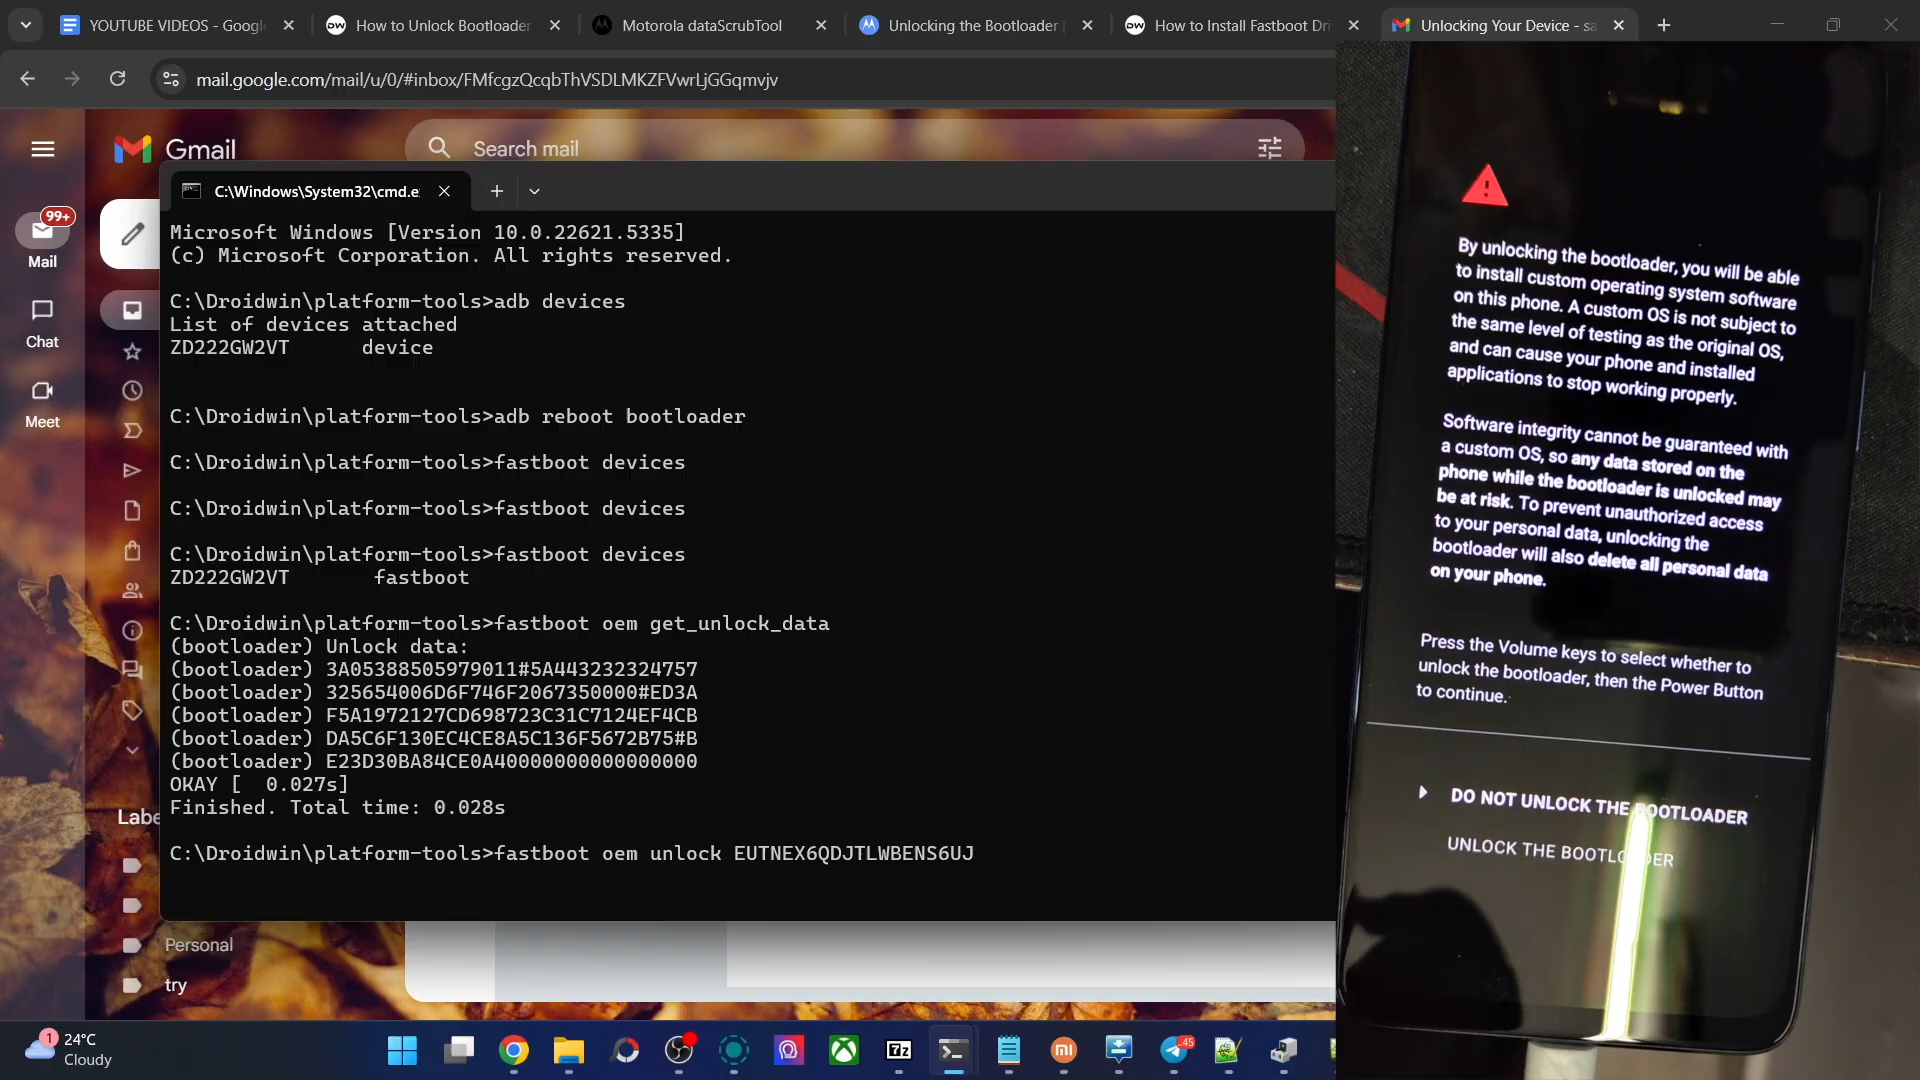 YOUTUBE VIDEOS - Googl
How to Unlock Bootloader
Motorola dataScrubTool
Unlocking the Bootloader |
How to Install Fastboot Dri
Unlocking Your Device - sa
mail.google.com/mail/u/0/#inbox/FMfcgzQcqbThVSDLMKZFVwrLjGGqmvjv
Gmail
Search mail
99+
Mail
Chat
Meet
Labe
Personal
try
C:\Windows\System32\cmd.e
Microsoft Windows [Version 10.0.22621.5335]
(c) Microsoft Corporation. All rights reserved.
C:\Droidwin\platform-tools>adb devices
List of devices attached
ZD222GW2VT device
C:\Droidwin\platform-tools>adb reboot bootloader
C:\Droidwin\platform-tools>fastboot devices
C:\Droidwin\platform-tools>fastboot devices
C:\Droidwin\platform-tools>fastboot devices
ZD222GW2VT fastboot
C:\Droidwin\platform-tools>fastboot oem get_unlock_data
(bootloader) Unlock data:
(bootloader) 3A05388505979011#5A443232324757
(bootloader) 325654006D6F746F2067350000#ED3A
(bootloader) F5A1972127CD698723C31C7124EF4CB
(bootloader) DA5C6F130EC4CE8A5C136F5672B75#B
(bootloader) E23D30BA84CE0A40000000000000000
OKAY [ 0.027s]
Finished. Total time: 0.028s
C:\Droidwin\platform-tools>fastboot oem unlock EUTNEX6QDJTLWBENS6UJ
By unlocking the bootloader, you will be able
to install custom operating system software
on this phone. A custom OS is not subject to
the same level of testing as the original OS,
and can cause your phone and installed
applications to stop working properly.
Software integrity cannot be guaranteed with
a custom OS, so any data stored on the
phone while the bootloader is unlocked may
be at risk. To prevent unauthorized access
to your personal data, unlocking the
bootloader will also delete all personal data
on your phone.
Press the Volume keys to select whether to
unlock the bootloader, then the Power Button
to continue.
DO NOT UNLOCK THE BOOTLOADER
UNLOCK THE BOOTLOADER
1
24°C
Cloudy
7z
mi
.45